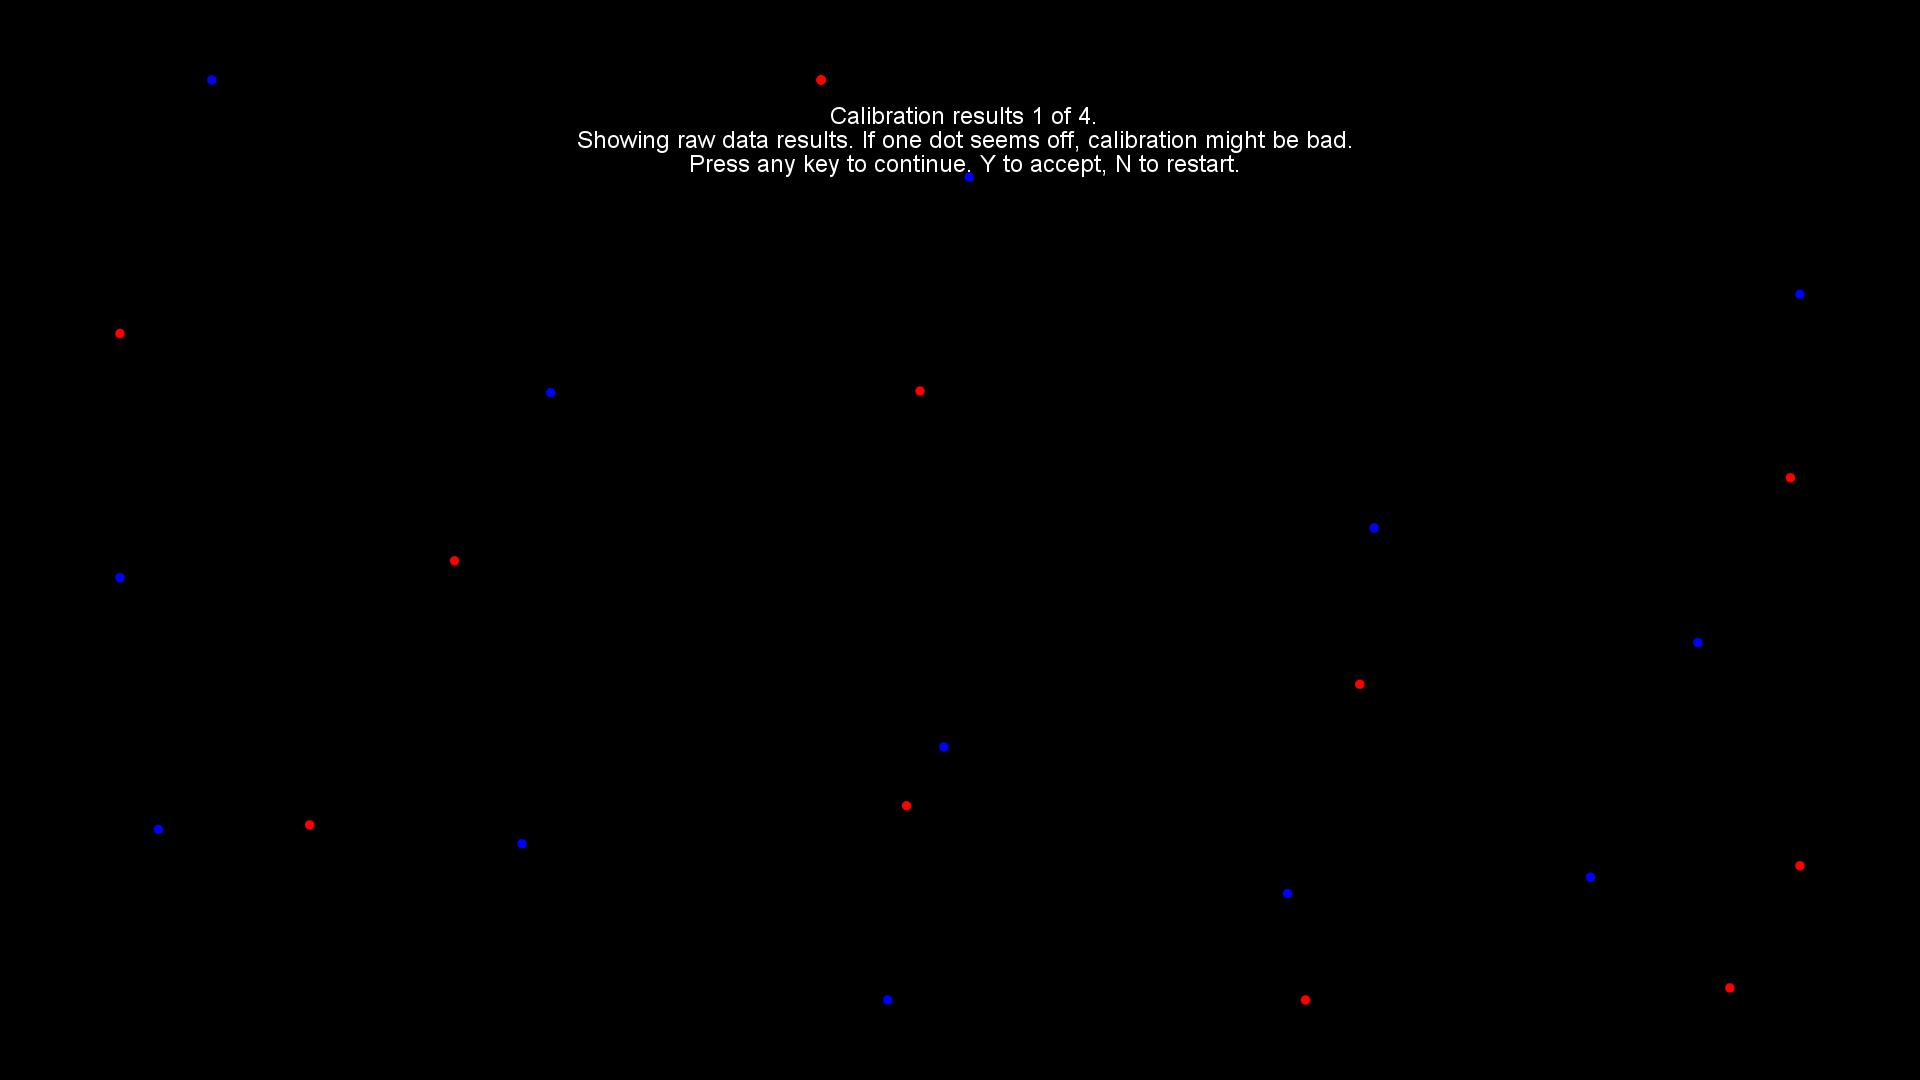 Calibration results 1 of 4.
Showing raw data results. If one dot seems off, calibration might be bad.
Press any key to continue. Y to accept, N to restart.